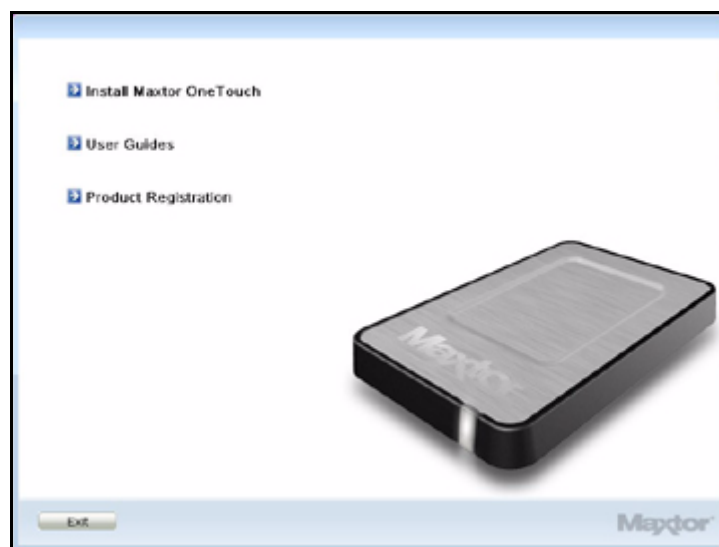 Install Maxtor OneTouch
User Guides
Product Registration
Maxtor
Exit
Maxtor